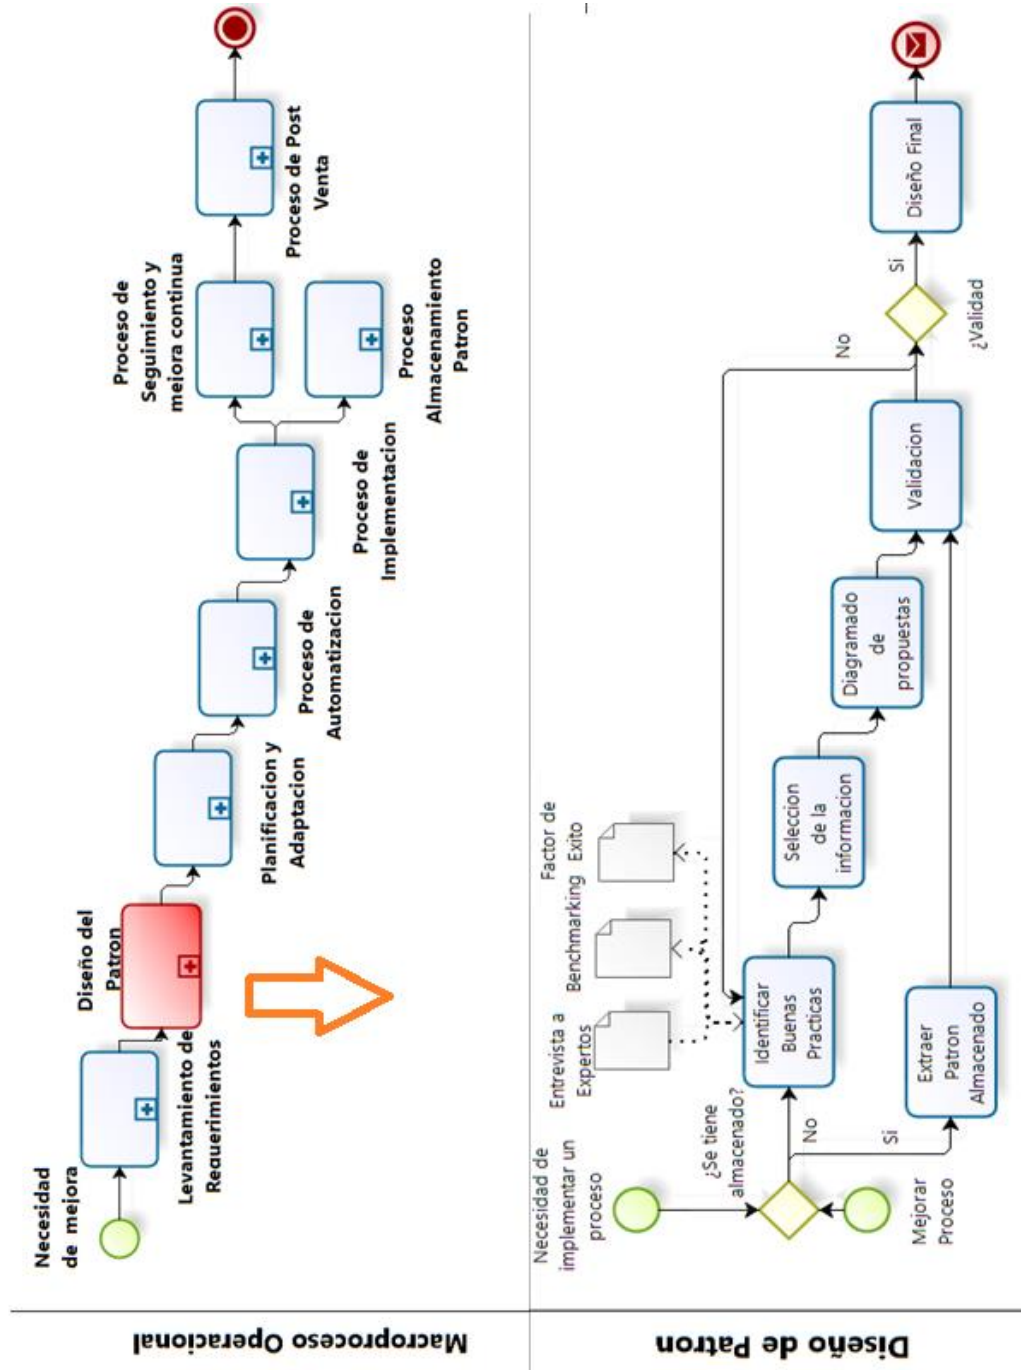 Macroproceso Operacional
Necesidad
de mejora
Levantamiento de
Requerimientos
Diseño del
Patron
Planificacion y
Adaptacion
Proceso de
Automatizacion
Proceso de
Implementacion
Proceso de
Seguimiento y
mejora continua
Proceso
Almacenamiento
Patron
Proceso de Post
Venta
Diseño de Patron
Necesidad de
implementar un
proceso
Mejorar
Proceso
¿Se tiene
almacenado?
No
Si
Entrevista a
Expertos
Benchmarking
Factor de
Exito
Identificar
Buenas
Practicas
Extraer
Patron
Almacenado
Seleccion
de la
informacion
Diagramado
de
propuestas
Validacion
No
¿Validad
Si
Diseño Final